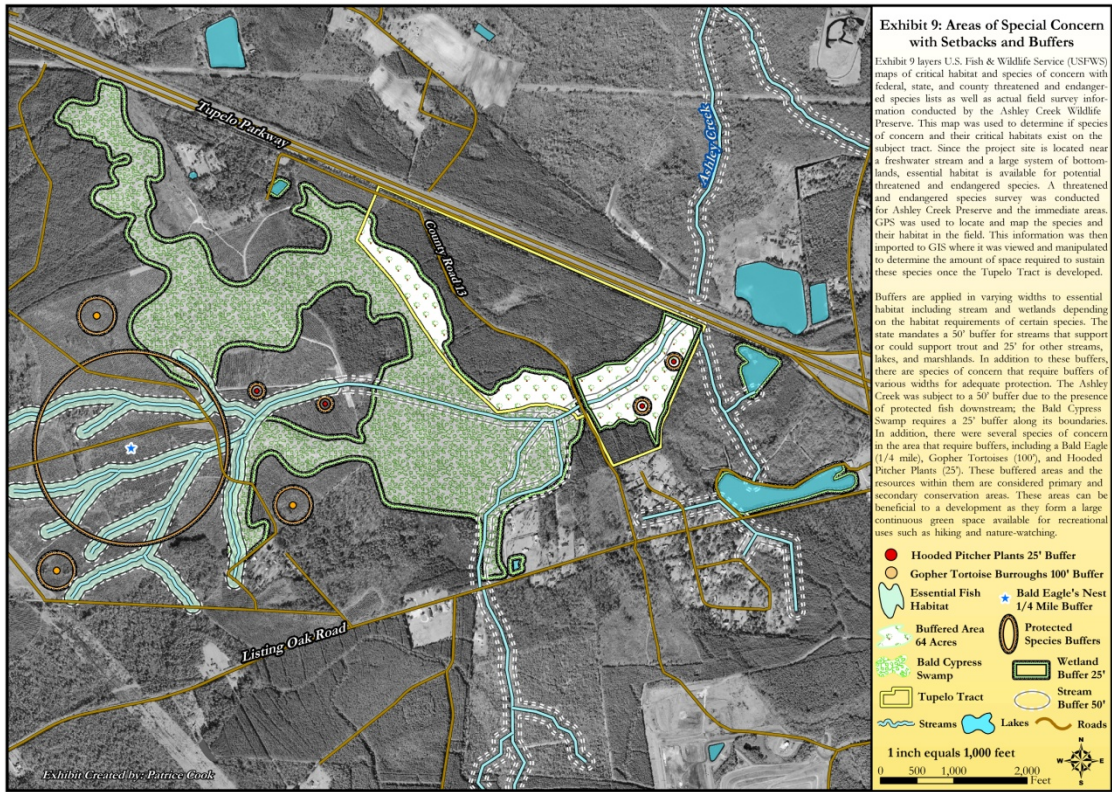 Exhibit 9: Areas of Special Concern
with Setbacks and Buffers
Exhibit 9 layers U.S. Fish & Wildlife Service (USFWS)
maps of critical habitat and species of concern with
federal, state, and county threatened and endanger-
ed species lists as well as actual field survey infor-
mation conducted by the Ashley Creek Wildlife
Preserve. This map was used to determine if species
of concern and their critical habitats exist on the
subject tract. Since the project site is located near
a freshwater stream and a large system of bottom-
lands, essential habitat is available for potential
threatened and endangered species. A threatened
and endangered species survey was conducted
for Ashley Creek Preserve and the immediate areas.
GPS was used to locate and map the species and
their habitat in the field. This information was then
imported to GIS where it was viewed and manipulated
to determine the amount of space required to sustain
these species once the Tupelo Tract is developed.
Buffers are applied in varying widths to essential
habitat including stream and wetlands depending
on the habitat requirements of certain species. The
state mandates a 50' buffer for streams that support
or could support trout and 25' for other streams,
lakes, and marshlands. In addition to these buffers,
there are species of concern that require buffers of
various widths for adequate protection. The Ashley
Creek was subject to a 50' buffer due to the presence
of protected fish downstream; the Bald Cypress
Swamp requires a 25' buffer along its boundaries.
In addition, there were several species of concern
in the area that require buffers, including a Bald Eagle
(1/4 mile), Gopher Tortoises (100'), and Hooded
Pitcher Plants (25'). These buffered areas and the
resources within them are considered primary and
secondary conservation areas. These areas can be
beneficial to a development as they form a large
continuous green space available for recreational
uses such as hiking and nature-watching.
Hooded Pitcher Plants 25' Buffer
Gopher Tortoise Burroughs 100' Buffer
Essential Fish
Habitat
Bald Eagle's Nest
1/4 Mile Buffer
Buffered Area
64 Acres
Protected
Species Buffers
Bald Cypress
Swamp
Wetland
Buffer 25'
Tupelo Tract
Stream
Buffer 50'
Streams
Lakes
Roads
1 inch equals 1,000 feet
0 500 1,000 2,000
Feet
N
W E
S
Tupelo Parkway
Ashley Creek
County Road 13
Listing Oak Road
Exhibit Created by: Patrice Cook